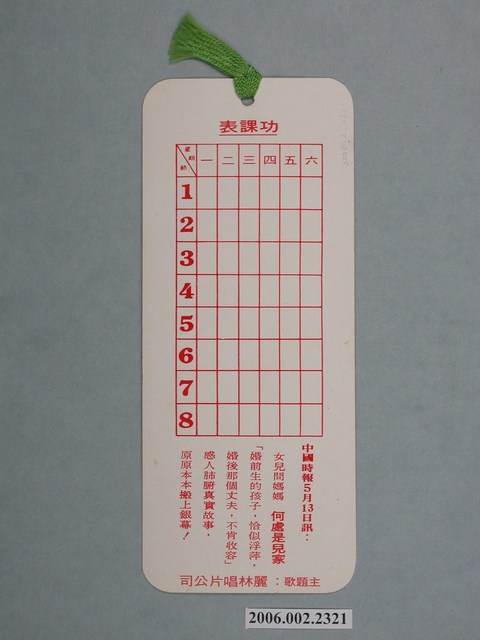 功課表
星期 一 二 三 四 五 六
節
1
2
3
4
5
6
7
8
中國時報5月13日訊：
女兒問媽媽 何處是兒家
「婚前生的孩子，恰似浮萍，
婚後那個丈夫，不肯收容」
感人肺腑真實故事，
原原本本搬上銀幕！
主題歌：麗林唱片公司
2006.002.2321